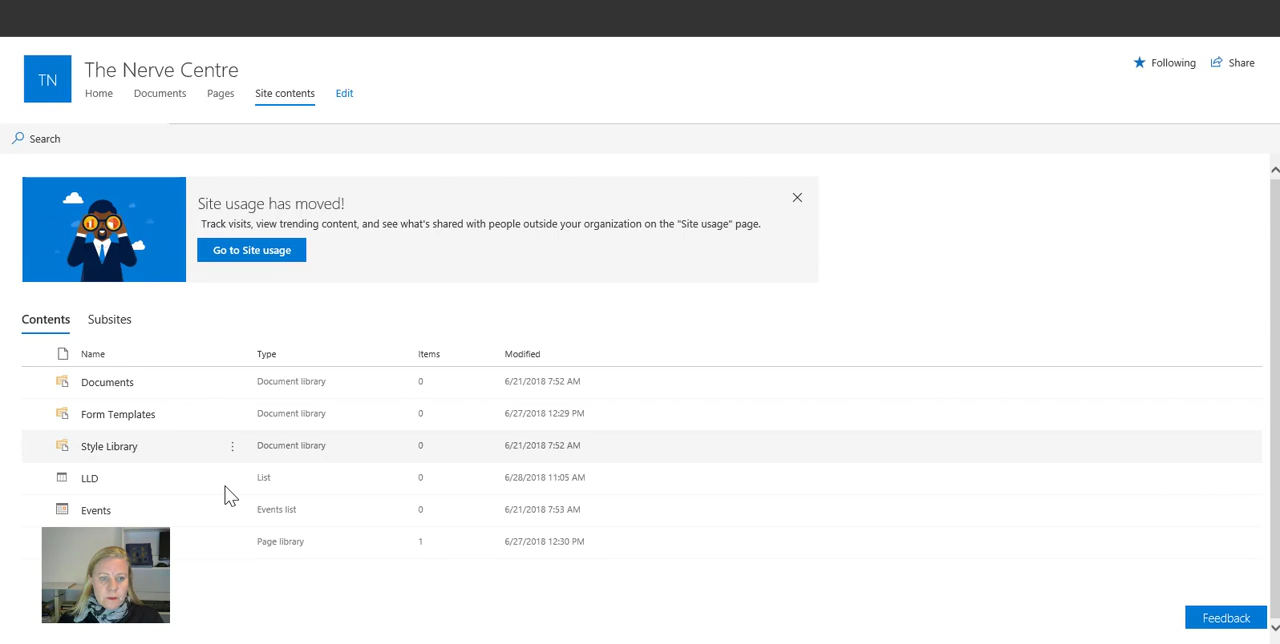 TN
The Nerve Centre
Following Share
Home Documents Pages Site contents Edit
Search
Site usage has moved!
Track visits, view trending content, and see what's shared with people outside your organization on the "Site usage" page.
Go to Site usage
Contents Subsites
Name Type Items Modified
Documents Document library 0 6/21/2018 7:52 AM
Form Templates Document library 0 6/27/2018 12:29 PM
Style Library Document library 0 6/21/2018 7:52 AM
LLD List 0 6/28/2018 11:05 AM
Events Events list 0 6/21/2018 7:53 AM
Page library 1 6/27/2018 12:30 PM
Feedback